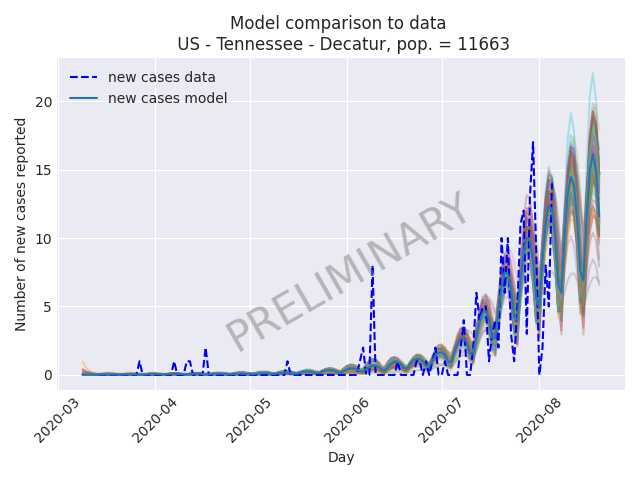 Model comparison to data
US - Tennessee - Decatur, pop. = 11663
new cases data
new cases model
Number of new cases reported
20
15
10
5
0
PRELIMINARY
2020-03
2020-04
2020-05
2020-06
2020-07
2020-08
Day